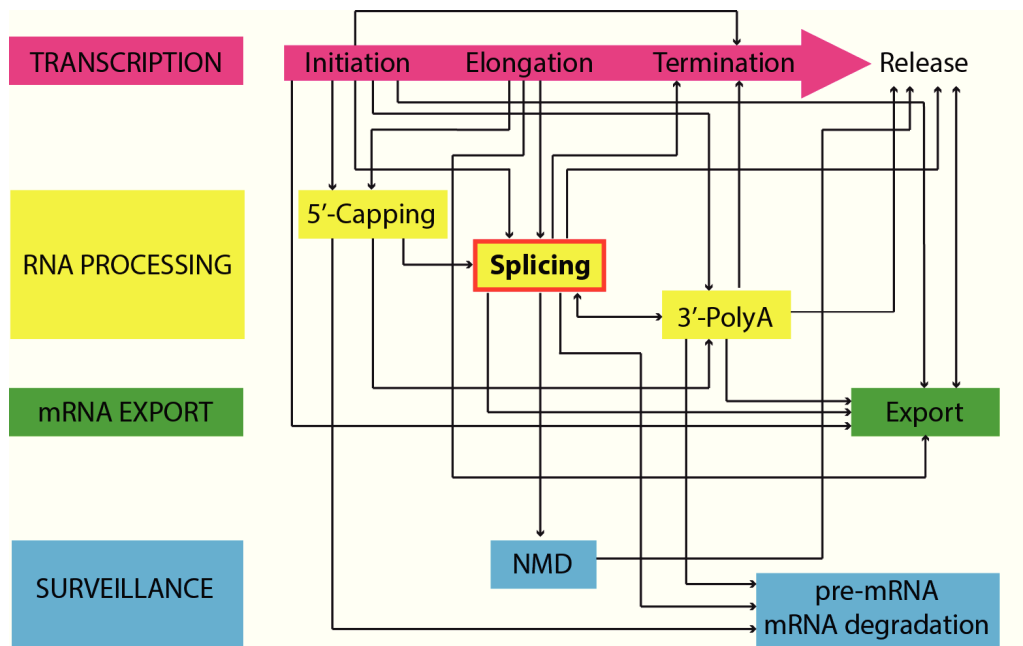 TRANSCRIPTION
Initiation
Elongation
Termination
Release
RNA PROCESSING
5’-Capping
Splicing
3’-PolyA
mRNA EXPORT
Export
SURVEILLANCE
NMD
pre-mRNA
mRNA degradation